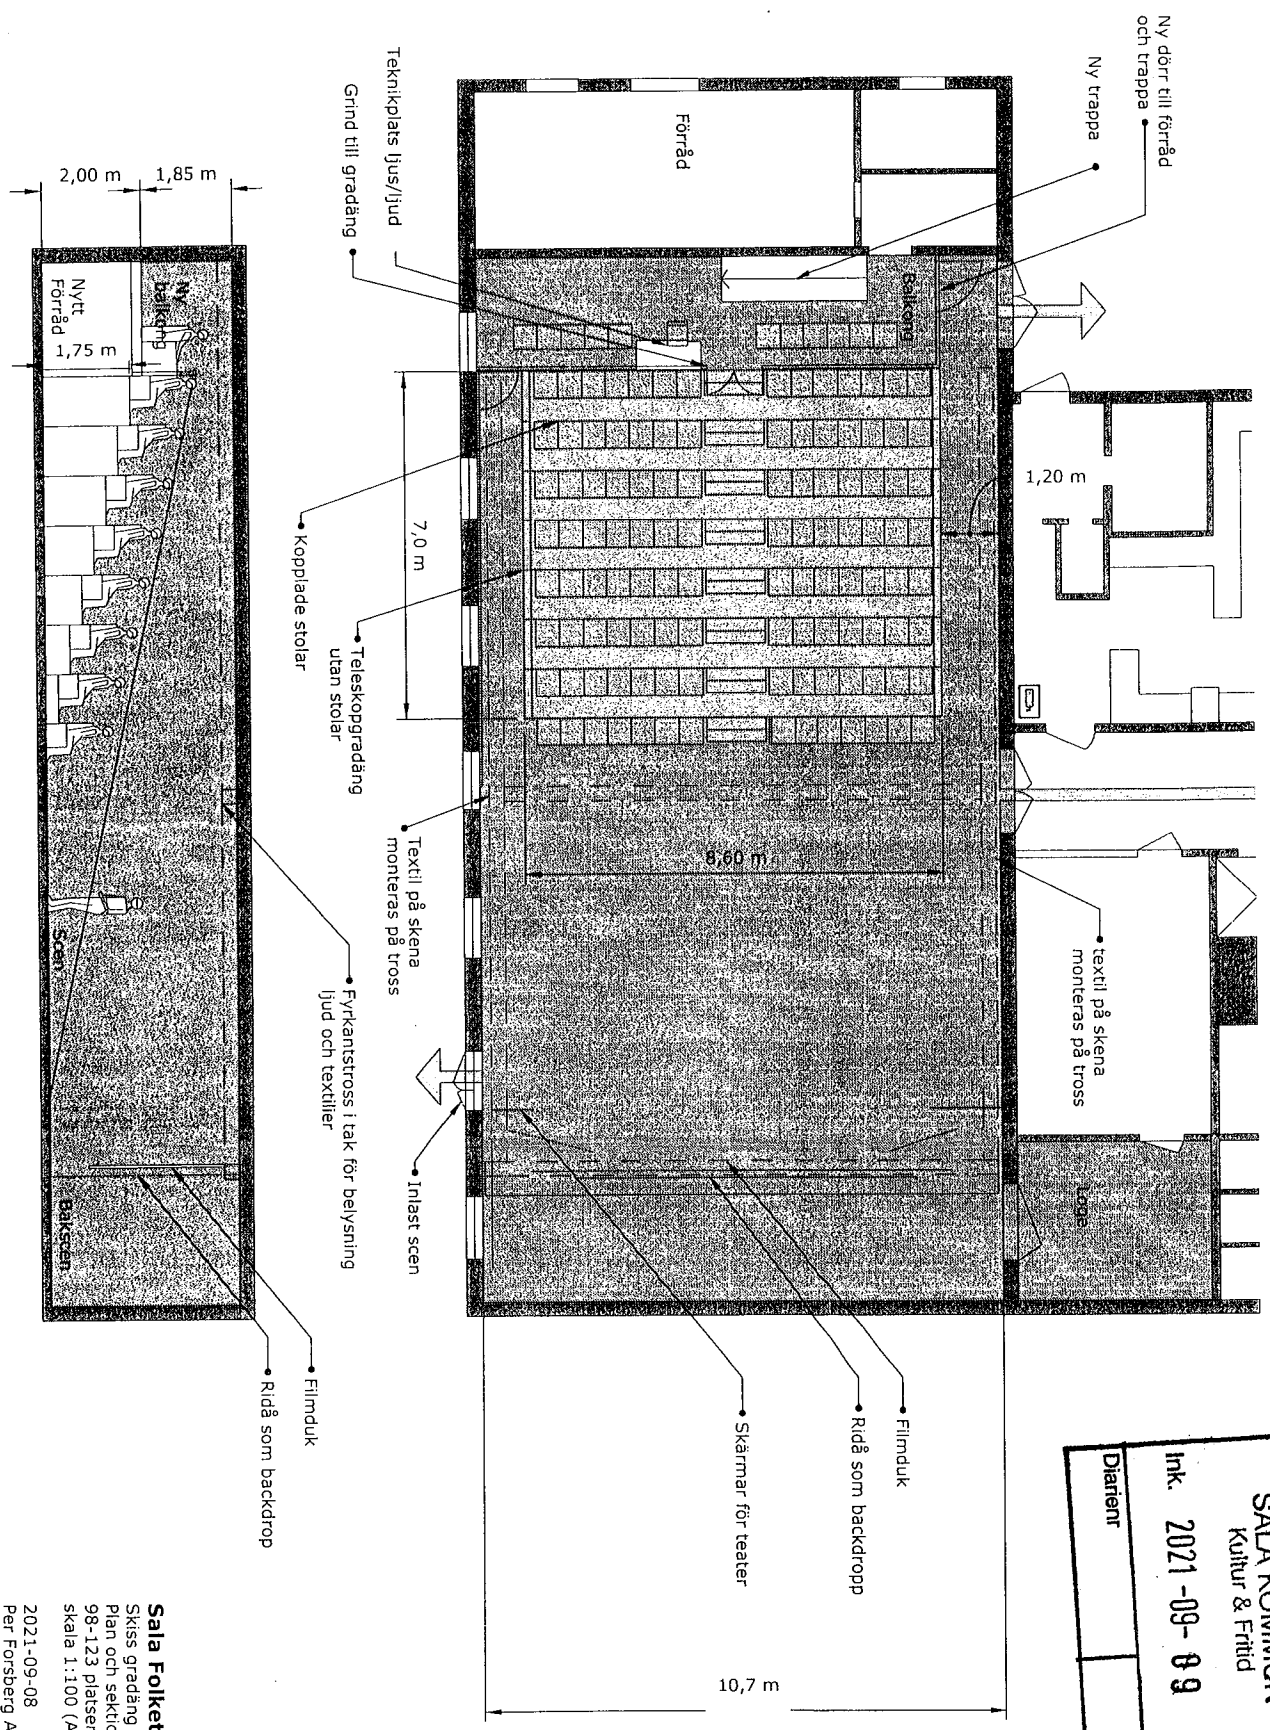 SALA KOMMUN
Kultur & Fritid
Ink. 2021-09-09
Diarienr
Ny dörr till förråd
och trappa
Ny trappa
Förråd
Teknikplats ljus/ljud
Grind till gradäng
Balkong
1,20 m
7,0 m
Kopplade stolar
Teleskopgradäng
utan stolar
8,60 m
Textil på skena
monteras på tross
textil på skena
monteras på tross
Inlast scen
Loge
Filmduk
Ridå som backdropp
Skärmar för teater
10,7 m
2,00 m
1,85 m
Ny
balkong
Nytt
Förråd
1,75 m
Scen
Fyrkantstross i tak för belysning
ljud och textilier
Bakscen
Filmduk
Ridå som backdrop
Sala Folket
Skiss gradäng
Plan och sektio
98-123 platser
skala 1:100 (A
2021-09-08
Per Forsberg A